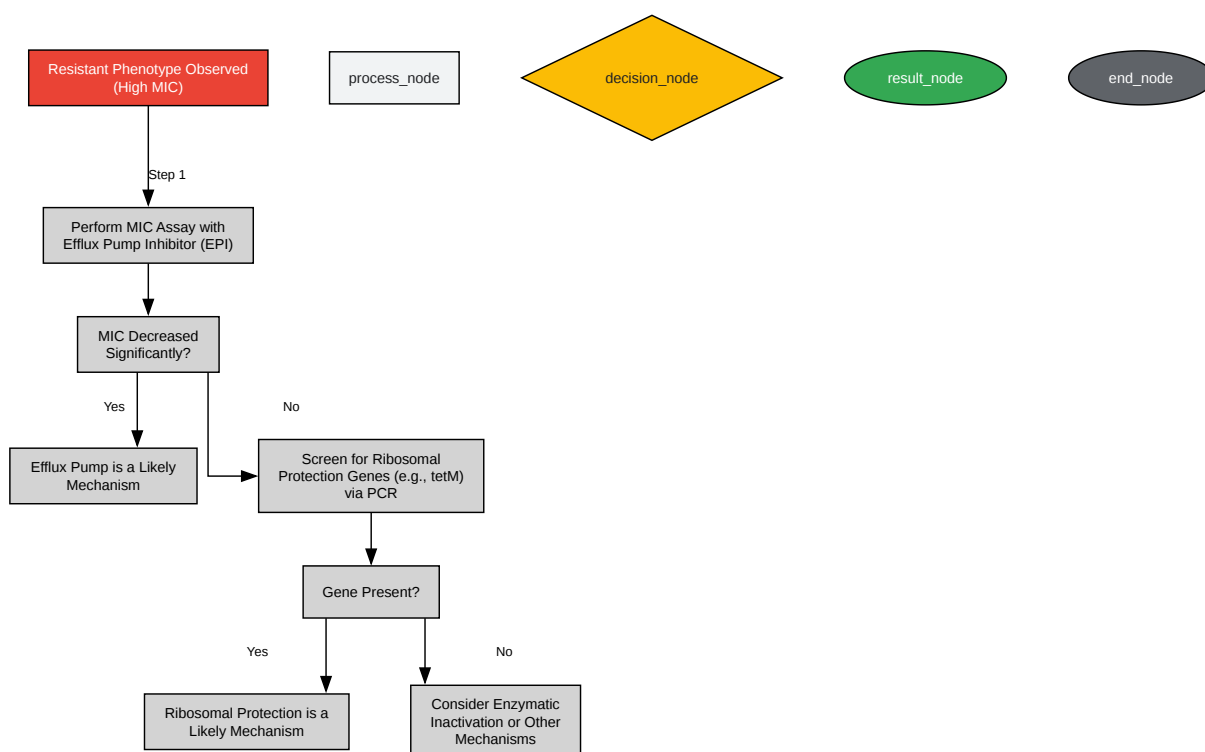 Resistant Phenotype Observed
(High MIC)
process_node
decision_node
result_node
end_node
Step 1
Perform MIC Assay with
Efflux Pump Inhibitor (EPI)
MIC Decreased
Significantly?
Yes
No
Efflux Pump is a Likely
Mechanism
Screen for Ribosomal
Protection Genes (e.g., tetM)
via PCR
Gene Present?
Yes
No
Ribosomal Protection is a
Likely Mechanism
Consider Enzymatic
Inactivation or Other
Mechanisms